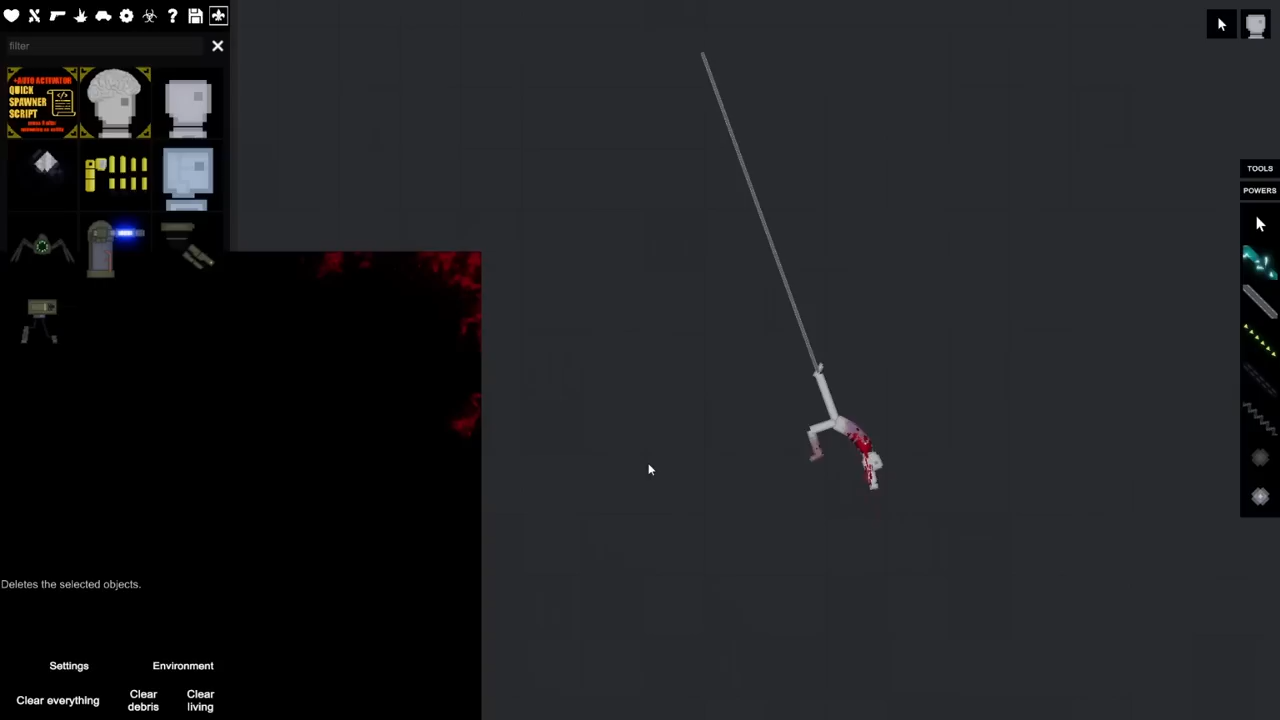 ?
filter
+AUTO ACTIVATOR
QUICK
SPAWNER
SCRIPT
TOOLS
POWERS
Deletes the selected objects.
Settings
Environment
Clear everything
Clear
debris
Clear
living